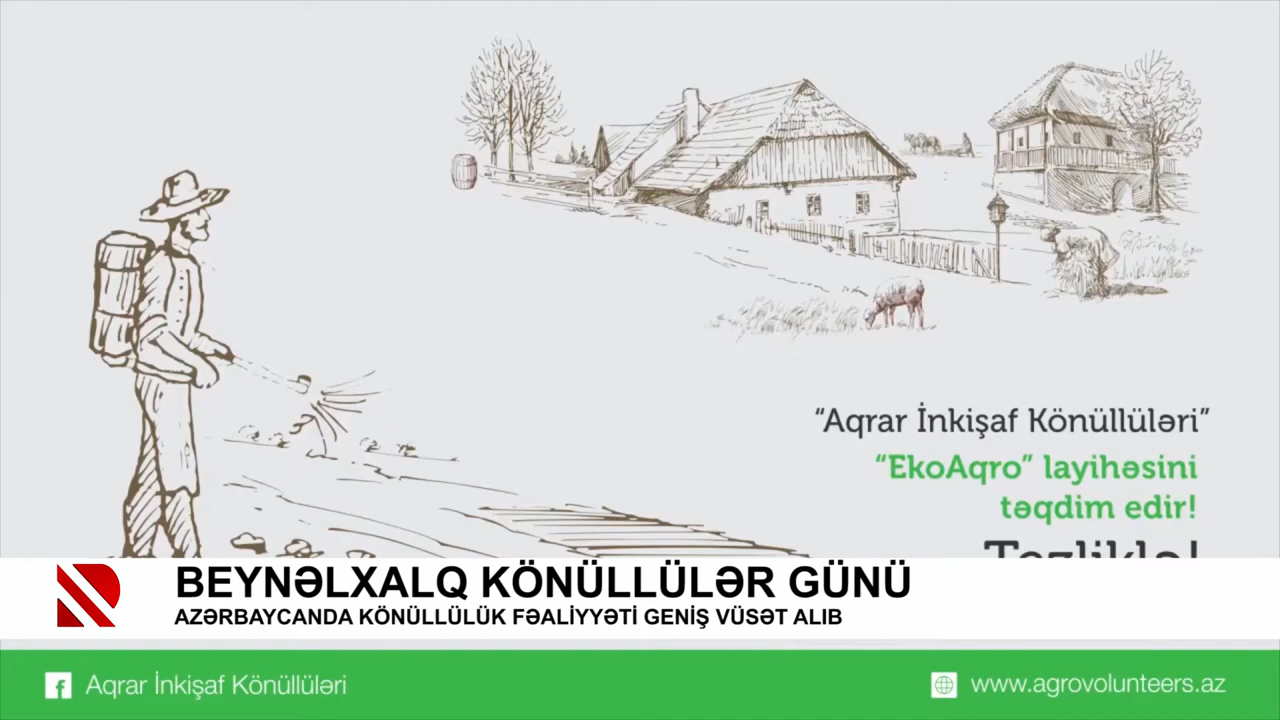 “Aqrar İnkişaf Könüllüləri”
“EkoAqro” layihəsini
təqdim edir!
Tezliklə!
BEYNƏLXALQ KÖNÜLLÜLƏR GÜNÜ
AZƏRBAYCANDA KÖNÜLLÜLÜK FƏALİYYƏTİ GENİŞ VÜSƏT ALIB
Aqrar İnkişaf Könüllüləri
www.agrovolunteers.az